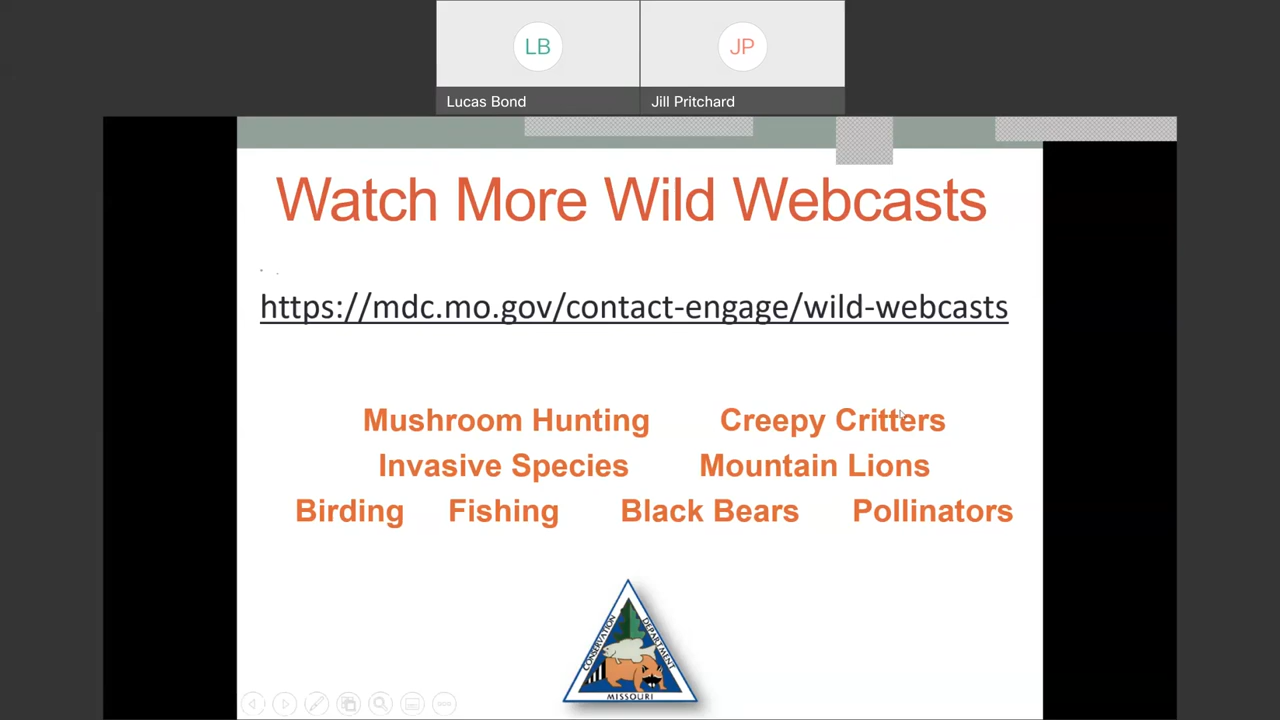 LB JP
Lucas Bond Jill Pritchard
Watch More Wild Webcasts
https://mdc.mo.gov/contact-engage/wild-webcasts
Mushroom Hunting Creepy Critters
Invasive Species Mountain Lions
Birding Fishing Black Bears Pollinators
CONSERVATION DEPARTMENT
MISSOURI